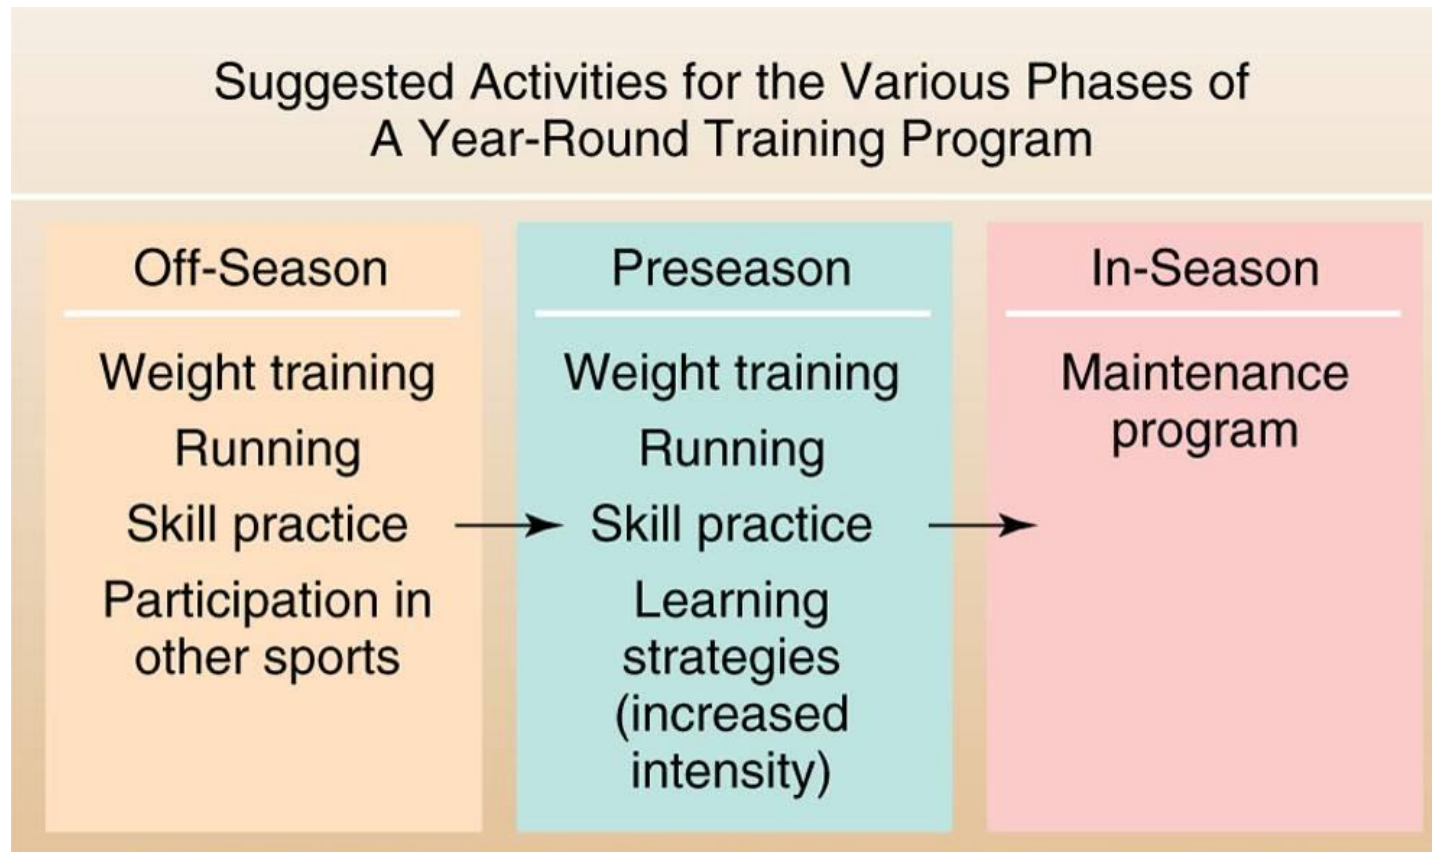 Suggested Activities for the Various Phases of
A Year-Round Training Program
Off-Season
Weight training
Running
Skill practice
Participation in
other sports
Preseason
Weight training
Running
Skill practice
Learning
strategies
(increased
intensity)
In-Season
Maintenance
program